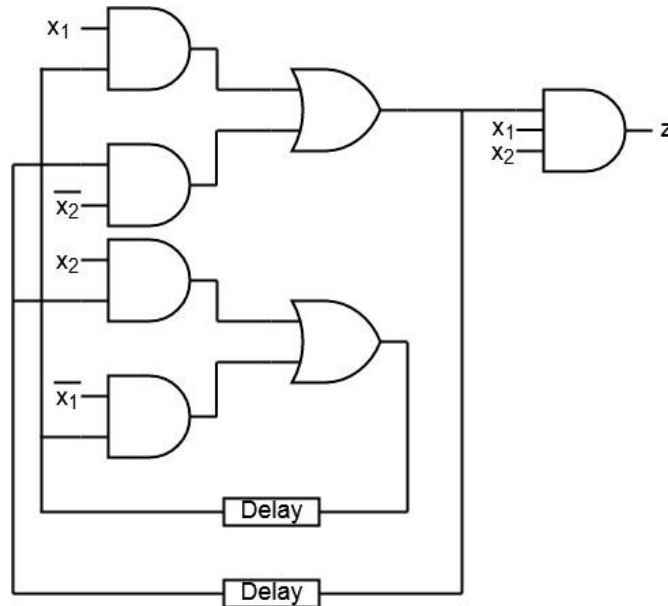 x₁
x̅₂
x₂
x̅₁
x₁
x₂
z
Delay
Delay